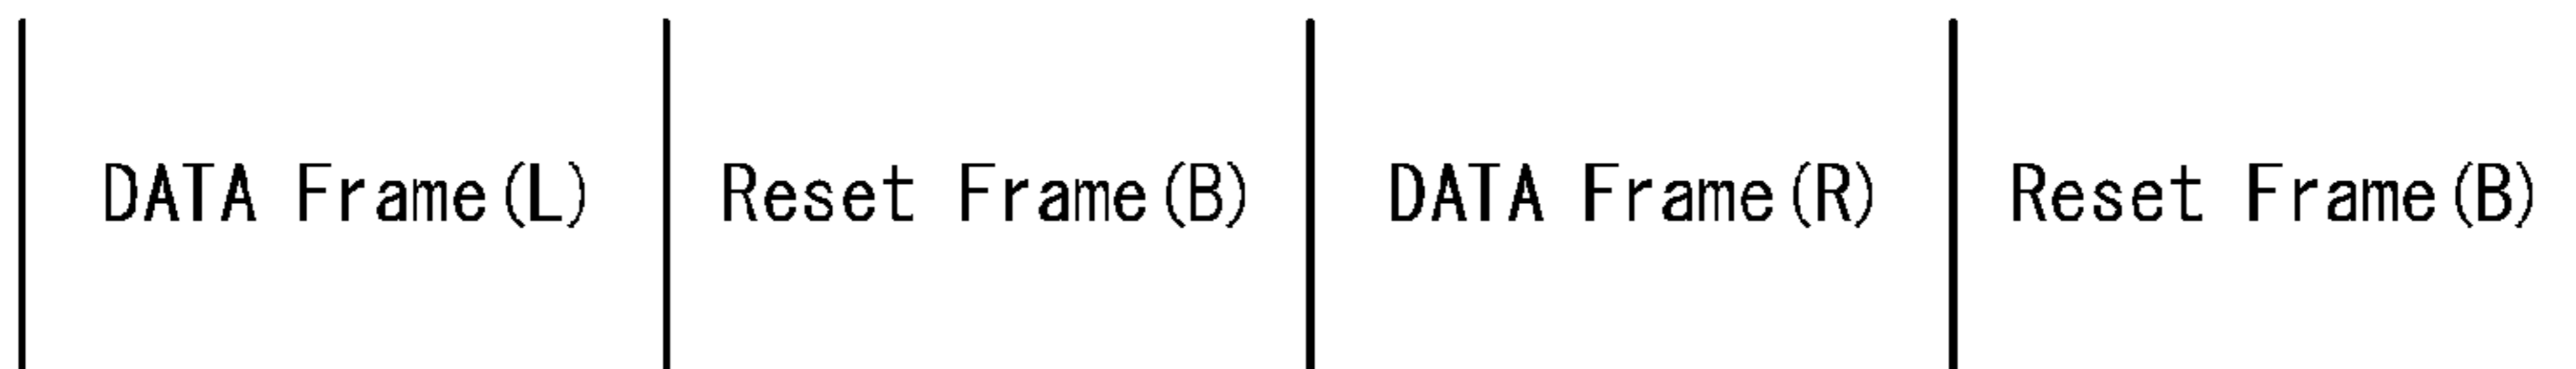 DATA Frame(L) Reset Frame(B) DATA Frame(R) Reset Frame(B)